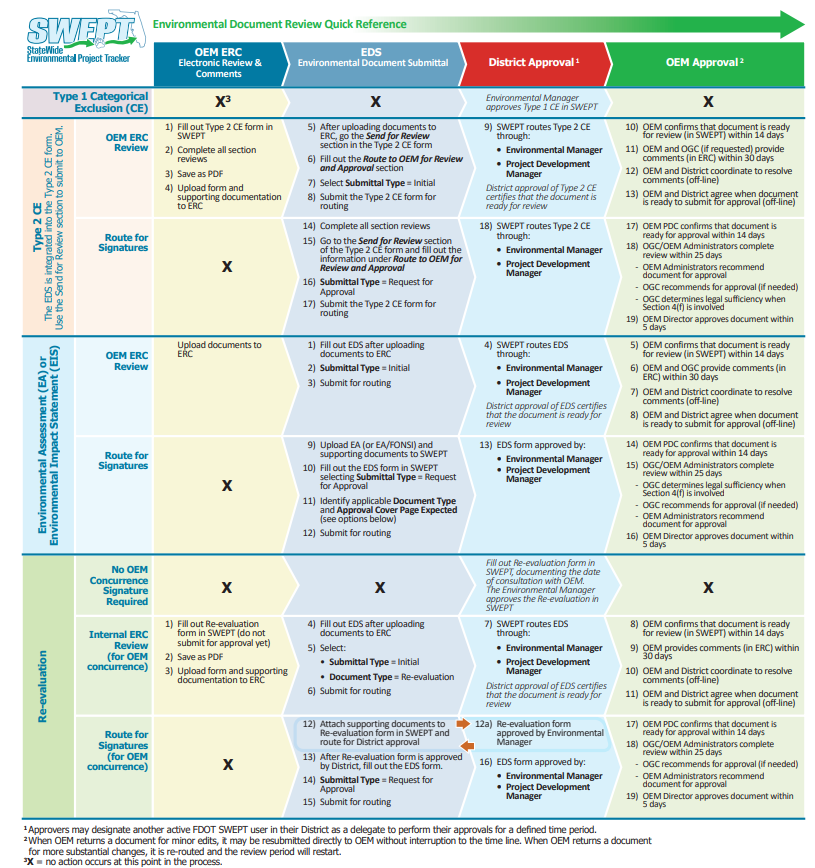 SWEPT
StateWide
Environmental Project Tracker
Environmental Document Review Quick Reference
OEM ERC
Electronic Review &
Comments
EDS
Environmental Document Submittal
District Approval¹
OEM Approval²
Type 1 Categorical
Exclusion (CE)
X³
X
Environmental Manager
approves Type 1 CE in SWEPT
X
Type 2 CE
The EDS is integrated into the Type 2 CE form.
Use the Send for Review section to submit to OEM.
OEM ERC
Review
1) Fill out Type 2 CE form in
SWEPT
2) Complete all section
reviews
3) Save as PDF
4) Upload form and
supporting documentation
to ERC
5) After uploading documents to
ERC, go the Send for Review
section in the Type 2 CE form
6) Fill out the Route to OEM for Review
and Approval section
7) Select Submittal Type = Initial
8) Submit the Type 2 CE form for
routing
9) SWEPT routes Type 2 CE
through:
• Environmental Manager
• Project Development
Manager
District approval of Type 2 CE
certifies that the document is
ready for review
10) OEM confirms that document is ready
for review (in SWEPT) within 14 days
11) OEM and OGC (if requested) provide
comments (in ERC) within 30 days
12) OEM and District coordinate to resolve
comments (off-line)
13) OEM and District agree when document
is ready to submit for approval (off-line)
Route for
Signatures
X
14) Complete all section reviews
15) Go to the Send for Review section
of the Type 2 CE form and fill out the
information under Route to OEM for
Review and Approval
16) Submittal Type = Request for
Approval
17) Submit the Type 2 CE form for
routing
18) SWEPT routes Type 2 CE
through:
• Environmental Manager
• Project Development
Manager
17) OEM PDC confirms that document is
ready for approval within 14 days
18) OGC/OEM Administrators complete
review within 25 days
- OEM Administrators recommend
document for approval
- OGC recommends for approval (if needed)
- OGC determines legal sufficiency when
Section 4(f) is involved
19) OEM Director approves document within
5 days
Environmental Assessment (EA) or
Environmental Impact Statement (EIS)
OEM ERC
Review
Upload documents to
ERC
1) Fill out EDS after uploading
documents to ERC
2) Submittal Type = Initial
3) Submit for routing
4) SWEPT routes EDS
through:
• Environmental Manager
• Project Development
Manager
District approval of EDS certifies
that the document is ready for
review
5) OEM confirms that document is ready
for review (in SWEPT) within 14 days
6) OEM and OGC provide comments (in
ERC) within 30 days
7) OEM and District coordinate to resolve
comments (off-line)
8) OEM and District agree when document
is ready to submit for approval (off-line)
Route for
Signatures
X
9) Upload EA (or EA/FONSI) and
supporting documents to SWEPT
10) Fill out the EDS form in SWEPT
selecting Submittal Type = Request
for Approval
11) Identify applicable Document Type
and Approval Cover Page Expected
(see options below)
12) Submit for routing
13) EDS form approved by:
• Environmental Manager
• Project Development
Manager
14) OEM PDC confirms that document is
ready for approval within 14 days
15) OGC/OEM Administrators complete
review within 25 days
- OGC determines legal sufficiency when
Section 4(f) is involved
- OGC recommends for approval (if needed)
- OEM Administrators recommend
document for approval
16) OEM Director approves document within
5 days
Re-evaluation
No OEM
Concurrence
Signature
Required
X
X
Fill out Re-evaluation form in
SWEPT, documenting the date
of consultation with OEM.
The Environmental Manager
approves the Re-evaluation in
SWEPT
X
Internal ERC
Review
(for OEM
concurrence)
1) Fill out Re-evaluation
form in SWEPT (do not
submit for approval yet)
2) Save as PDF
3) Upload form and supporting
documentation to ERC
4) Fill out EDS after uploading
documents to ERC
5) Select:
• Submittal Type = Initial
• Document Type = Re-evaluation
6) Submit for routing
7) SWEPT routes EDS
through:
• Environmental Manager
• Project Development
Manager
District approval of EDS certifies
that the document is ready for
review
8) OEM confirms that document is ready
for review (in SWEPT) within 14 days
9) OEM provides comments (in ERC) within
30 days
10) OEM and District coordinate to resolve
comments (off-line)
11) OEM and District agree when document
is ready to submit for approval (off-line)
Route for
Signatures
(for OEM
concurrence)
X
12) Attach supporting documents to
Re-evaluation form in SWEPT and
route for District approval
13) After Re-evaluation form is approved
by District, fill out the EDS form.
14) Submittal Type = Request for
Approval
15) Submit for routing
12a) Re-evaluation form
approved by Environmental
Manager
16) EDS form approved by:
• Environmental Manager
• Project Development
Manager
17) OEM PDC confirms that document is
ready for approval within 14 days
18) OGC/OEM Administrators complete
review within 25 days
- OGC recommends for approval (if needed)
- OEM Administrators recommend
document for approval
19) OEM Director approves document within
5 days
¹Approvers may designate another active FDOT SWEPT user in their District as a delegate to perform their approvals for a defined time period.
²When OEM returns a document for minor edits, it may be resubmitted directly to OEM without interruption to the time line. When OEM returns a document
for more substantial changes, it is re-routed and the review period will restart.
³X = no action occurs at this point in the process.